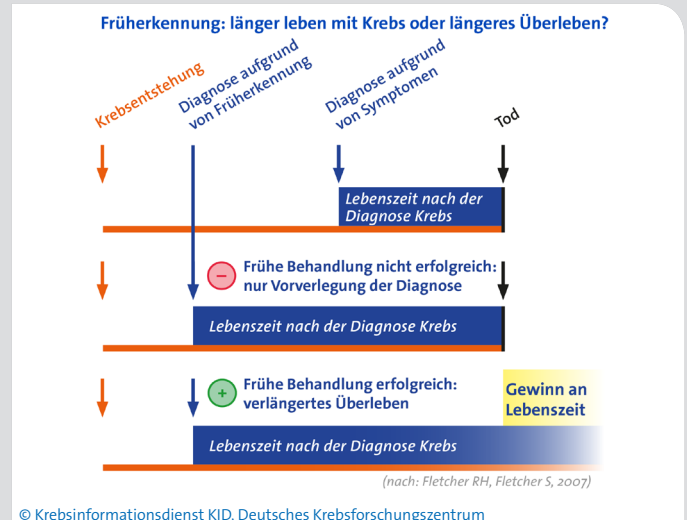 Früherkennung: länger leben mit Krebs oder längeres Überleben?
Krebsentstehung
Diagnose aufgrund
von Früherkennung
Diagnose aufgrund
von Symptomen
Tod
Lebenszeit nach der
Diagnose Krebs
Frühe Behandlung nicht erfolgreich:
nur Vorverlegung der Diagnose
Lebenszeit nach der Diagnose Krebs
Frühe Behandlung erfolgreich:
verlängertes Überleben
Gewinn an
Lebenszeit
Lebenszeit nach der Diagnose Krebs
(nach: Fletcher RH, Fletcher S, 2007)
© Krebsinformationsdienst KID, Deutsches Krebsforschungszentrum